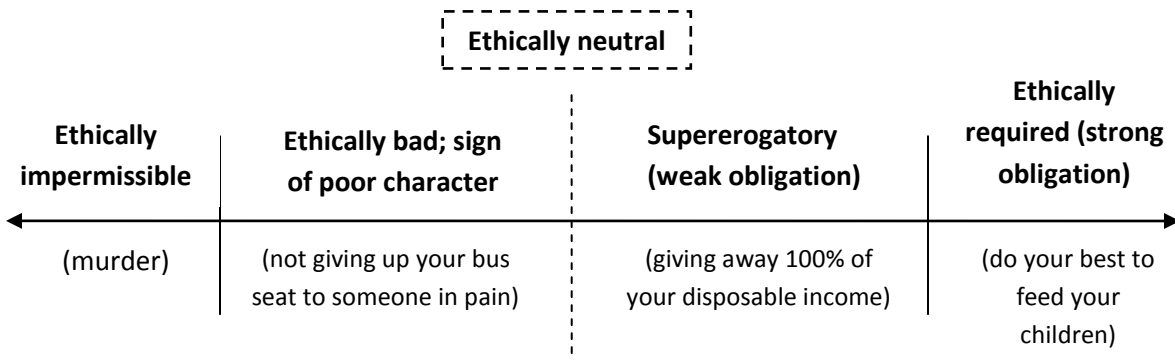 Ethically neutral
Ethically
impermissible
Ethically bad; sign
of poor character
Supererogatory
(weak obligation)
Ethically
required (strong
obligation)
(murder)
(not giving up your bus
seat to someone in pain)
(giving away 100% of
your disposable income)
(do your best to
feed your
children)